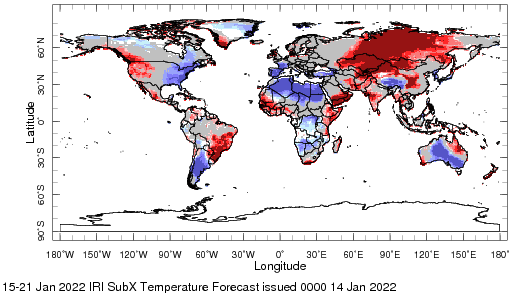 60°N
30°N
0°
30°S
60°S
90°S
Latitude
180°W 150°W 120°W 90°W 60°W 30°W 0° 30°E 60°E 90°E 120°E 150°E 180°E
Longitude
15-21 Jan 2022 IRI SubX Temperature Forecast issued 0000 14 Jan 2022